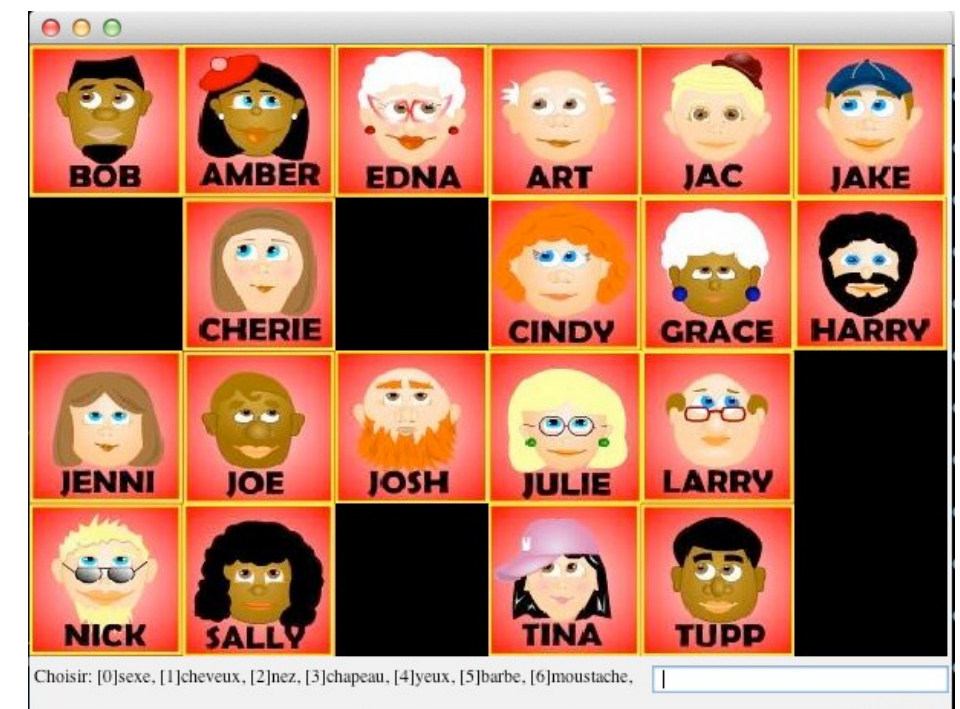 BOB AMBER EDNA ART JAC JAKE
CHERIE CINDY GRACE HARRY
JENNI JOE JOSH JULIE LARRY
NICK SALLY TINA TUPP
Choisir: [0]sexe, [1]cheveux, [2]nez, [3]chapeau, [4]yeux, [5]barbe, [6]moustache,